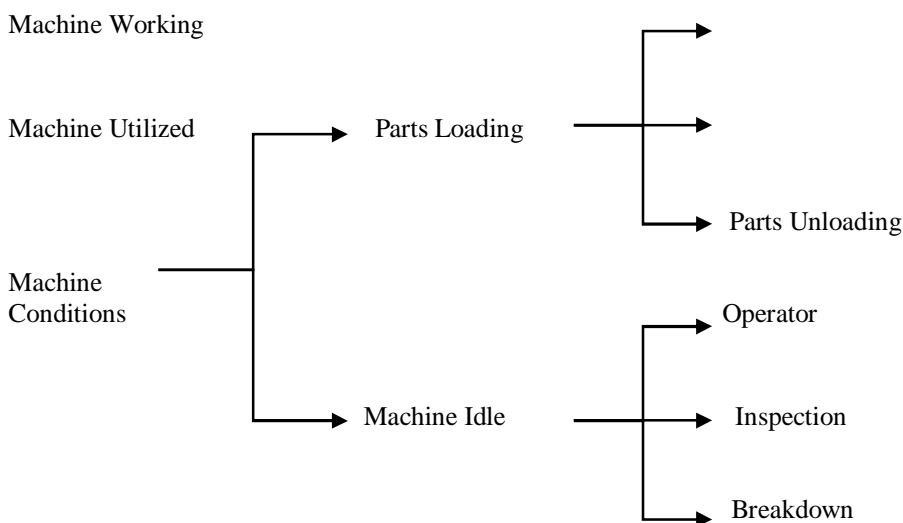 Machine Working
Machine Utilized
Parts Loading
Parts Unloading
Machine
Conditions
Operator
Machine Idle
Inspection
Breakdown